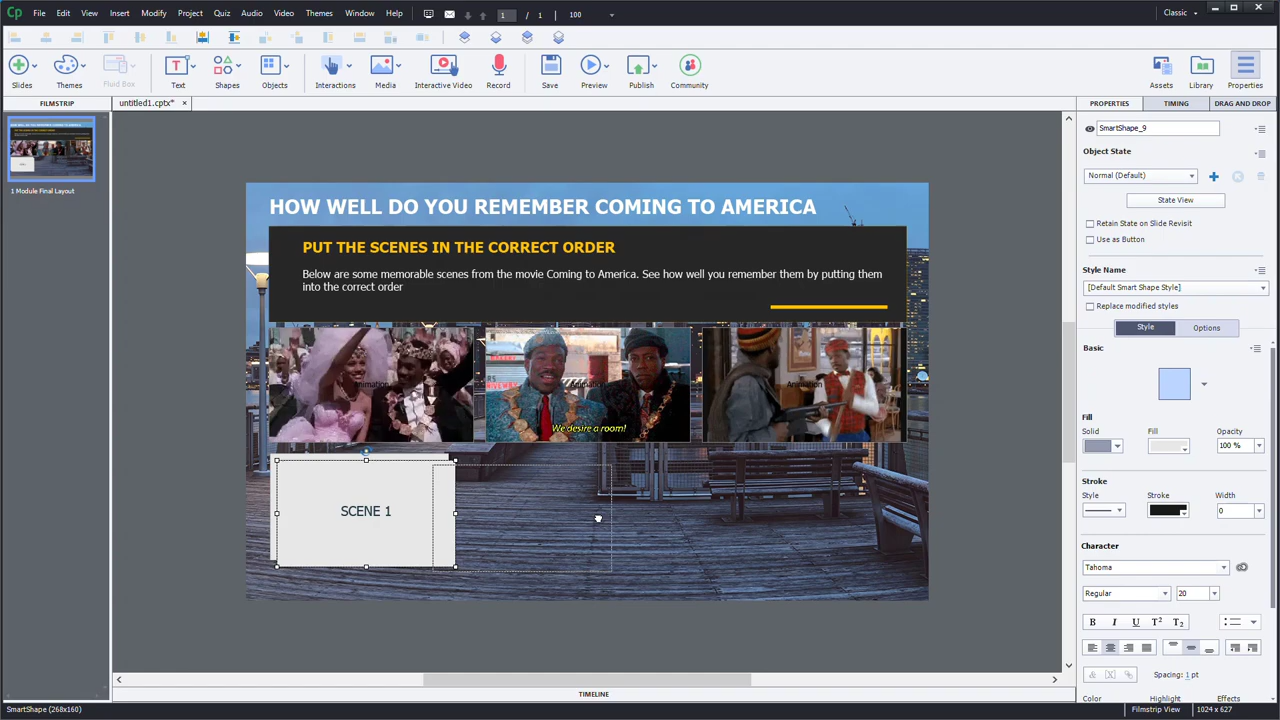 Cp File Edit View Insert Modify Project Quiz Audio Video Themes Window Help 1 / 1 100 Classic
Slides Themes Fluid Box Text Shapes Objects Interactions Media Interactive Video Record Save Preview Publish Community Assets Library Properties
FILMSTRIP untitled1.cptx* × PROPERTIES TIMING DRAG AND DROP
SmartShape_9
Object State
Normal (Default)
State View
1 Module Final Layout
Retain State on Slide Revisit
Use as Button
Style Name
[Default Smart Shape Style]
Replace modified styles
Style Options
Basic
Fill
Solid Fill Opacity
100 %
Stroke
Style Stroke Width
0
Character
Tahoma
Regular 20
B I U T² T₂
Spacing: 1 pt
Color Highlight Effects
HOW WELL DO YOU REMEMBER COMING TO AMERICA
PUT THE SCENES IN THE CORRECT ORDER
Below are some memorable scenes from the movie Coming to America. See how well you remember them by putting them
into the correct order
Animation Animation Animation
We desire a room!
SCENE 1
TIMELINE
SmartShape (268x160) Filmstrip View 1024 x 627